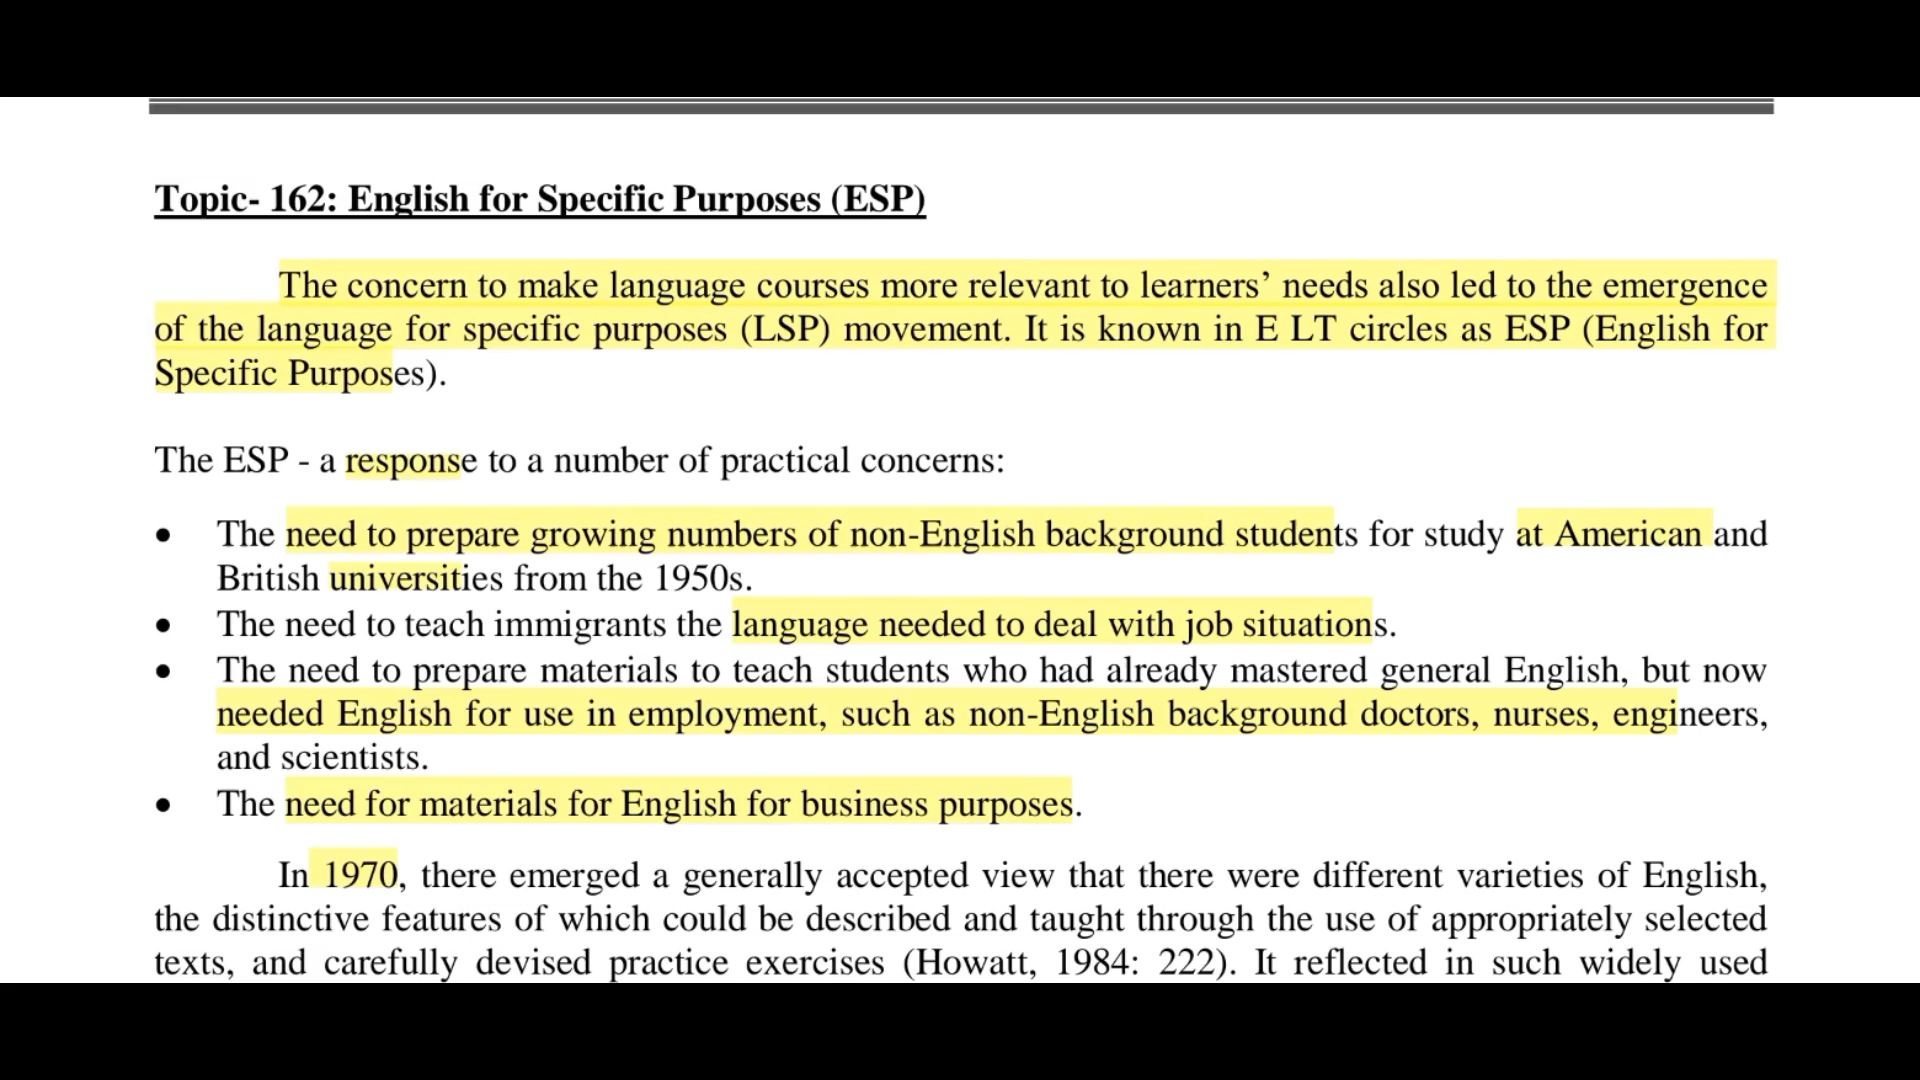 Topic- 162: English for Specific Purposes (ESP)
The concern to make language courses more relevant to learners’ needs also led to the emergence
of the language for specific purposes (LSP) movement. It is known in E LT circles as ESP (English for
Specific Purposes).
The ESP - a response to a number of practical concerns:
• The need to prepare growing numbers of non-English background students for study at American and
British universities from the 1950s.
• The need to teach immigrants the language needed to deal with job situations.
• The need to prepare materials to teach students who had already mastered general English, but now
needed English for use in employment, such as non-English background doctors, nurses, engineers,
and scientists.
• The need for materials for English for business purposes.
In 1970, there emerged a generally accepted view that there were different varieties of English,
the distinctive features of which could be described and taught through the use of appropriately selected
texts, and carefully devised practice exercises (Howatt, 1984: 222). It reflected in such widely used